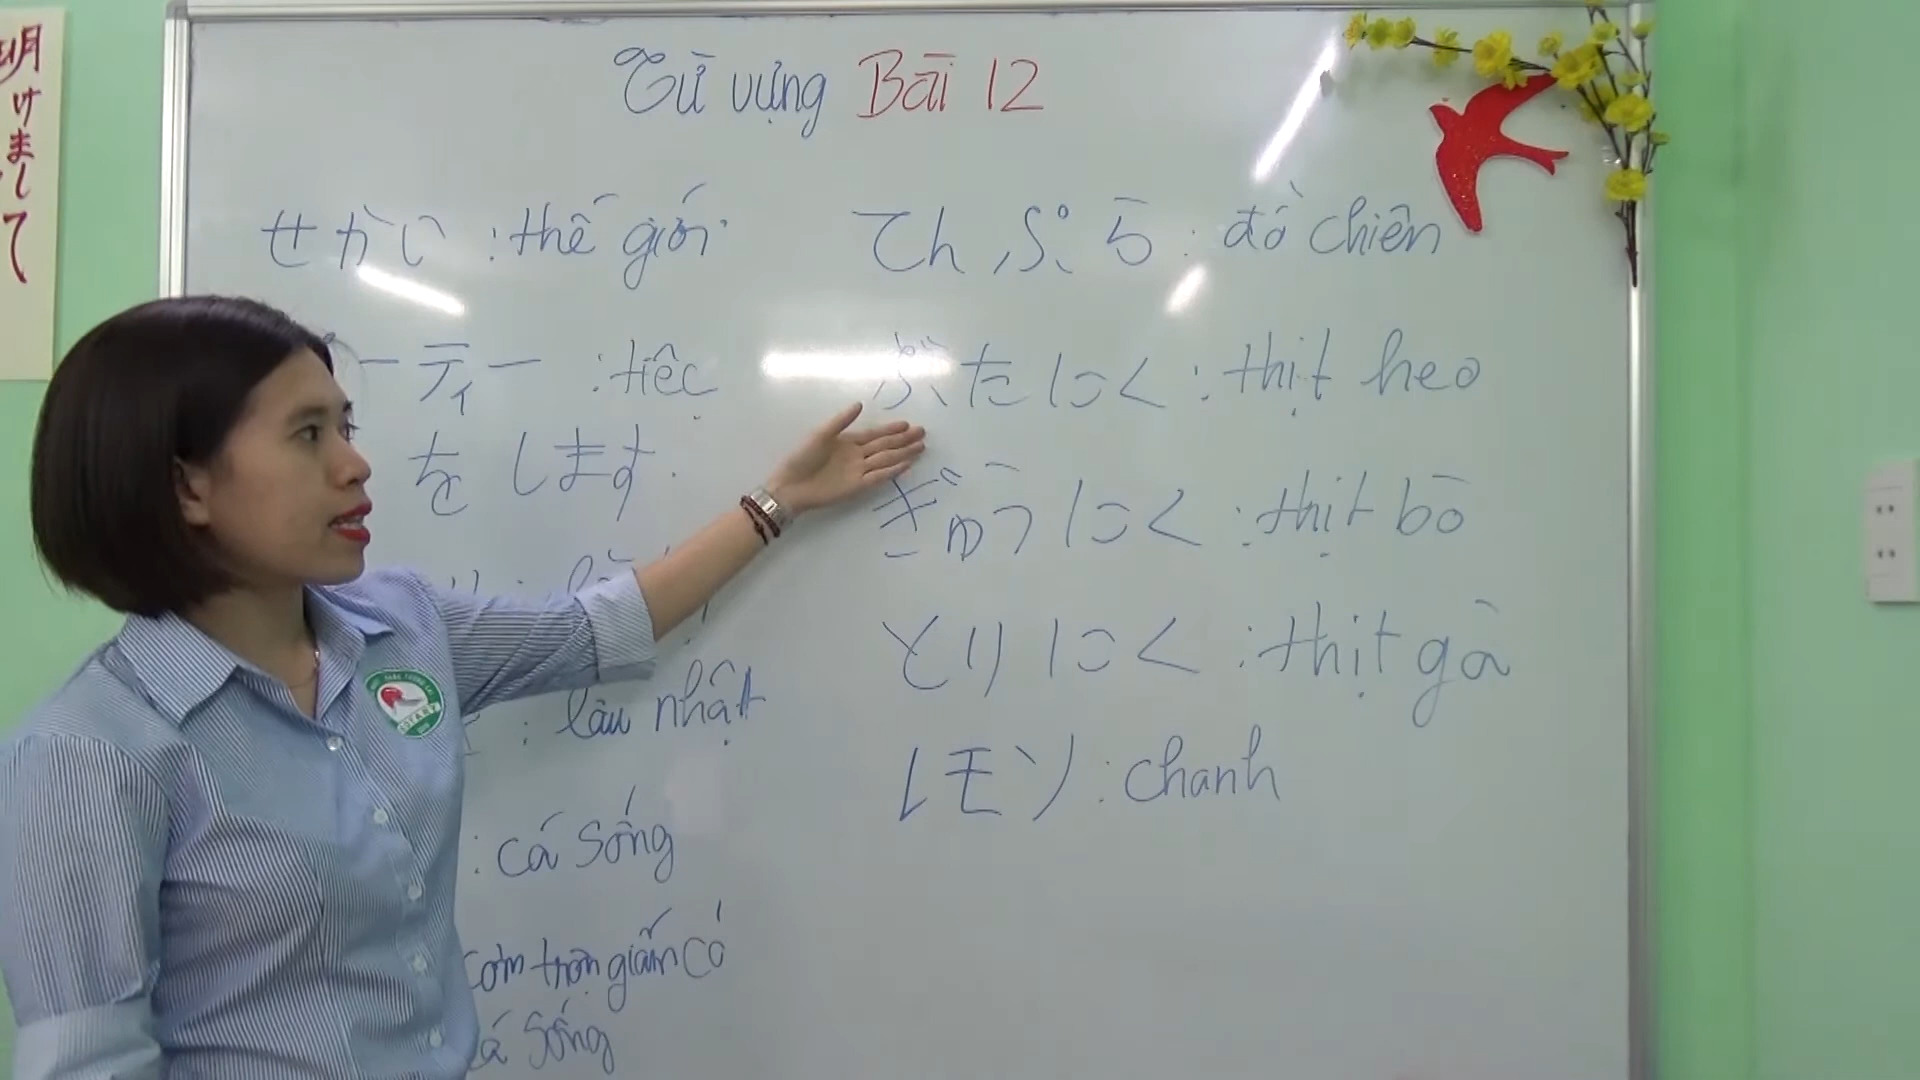 明けまして
Từ vựng Bài 12
せかい : thế giới
ーティー : tiệc
をします.
: lẩu nhật
: cá sống
cơm trộn giấm có
cá sống
てんぷら : đồ chiên
ぶたにく : thịt heo
ぎゅうにく : thịt bò
とりにく : thịt gà
レモン : chanh
ROTARY